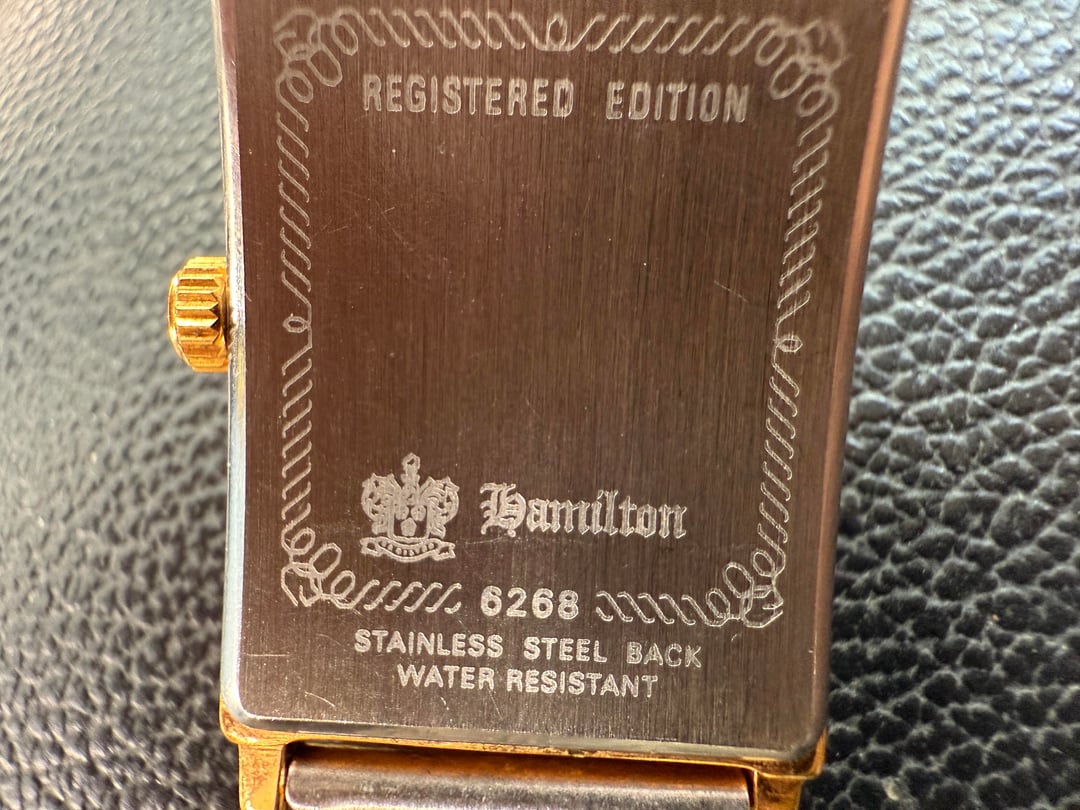 REGISTERED EDITION
Hamilton
6268
STAINLESS STEEL BACK
WATER RESISTANT